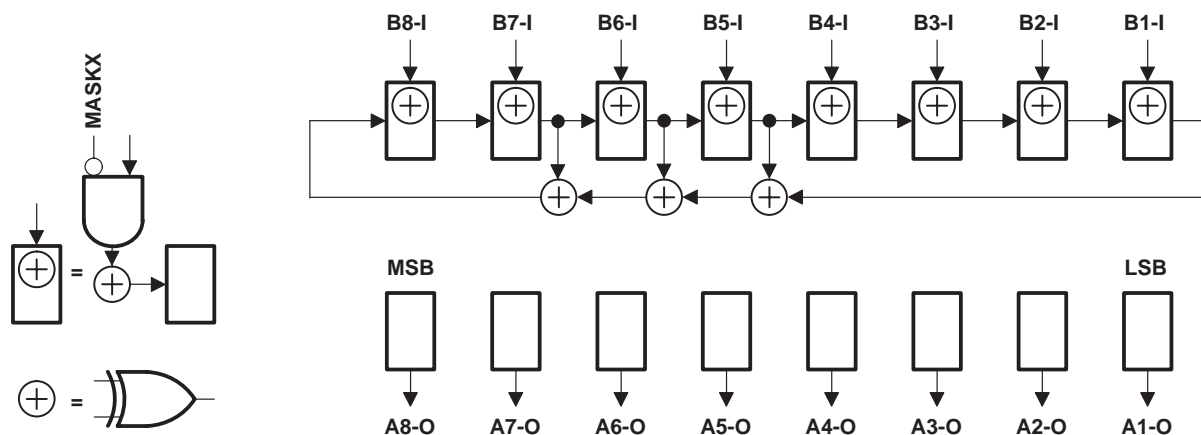 B8-I B7-I B6-I B5-I B4-I B3-I B2-I B1-I
MASKX
=
MSB LSB
=
A8-O A7-O A6-O A5-O A4-O A3-O A2-O A1-O